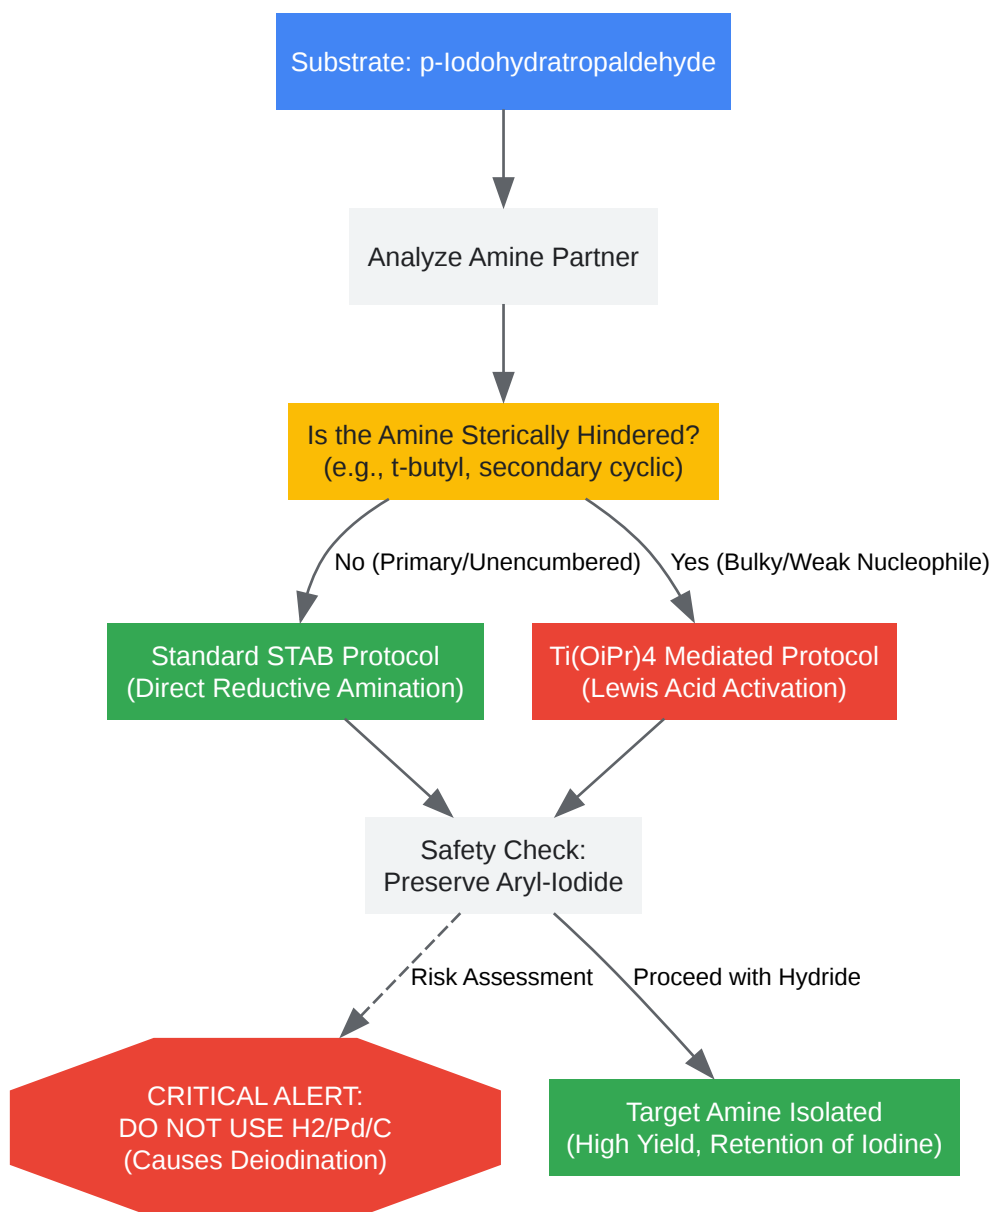 Substrate: p-Iodohydratropaldehyde
Analyze Amine Partner
Is the Amine Sterically Hindered?
(e.g., t-butyl, secondary cyclic)
No (Primary/Unencumbered)
Yes (Bulky/Weak Nucleophile)
Standard STAB Protocol
(Direct Reductive Amination)
Ti(OiPr)4 Mediated Protocol
(Lewis Acid Activation)
Safety Check:
Preserve Aryl-Iodide
Risk Assessment
Proceed with Hydride
CRITICAL ALERT:
DO NOT USE H2/Pd/C
(Causes Deiodination)
Target Amine Isolated
(High Yield, Retention of Iodine)